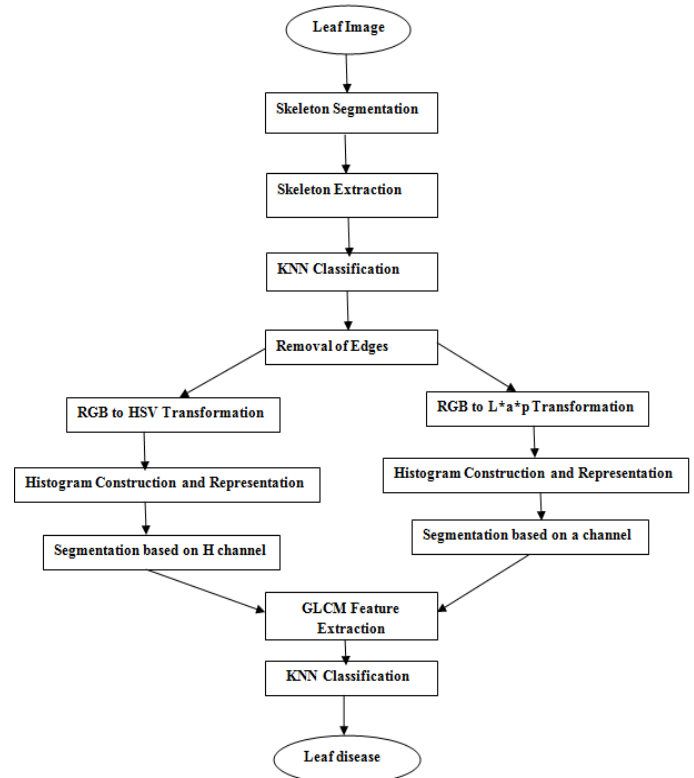 Leaf Image
Skeleton Segmentation
Skeleton Extraction
KNN Classification
Removal of Edges
RGB to HSV Transformation
RGB to L*a*p Transformation
Histogram Construction and Representation
Histogram Construction and Representation
Segmentation based on H channel
Segmentation based on a channel
GLCM Feature
Extraction
KNN Classification
Leaf disease